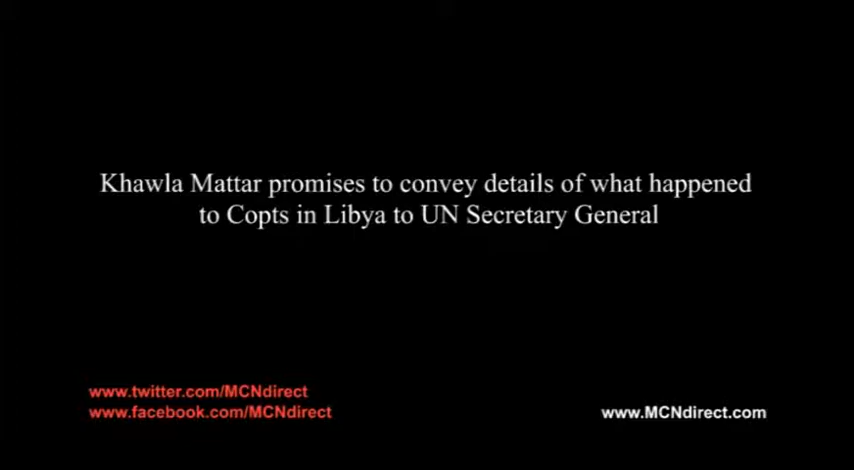 Khawla Mattar promises to convey details of what happened
to Copts in Libya to UN Secretary General
www.twitter.com/MCNdirect
www.facebook.com/MCNdirect
www.MCNdirect.com